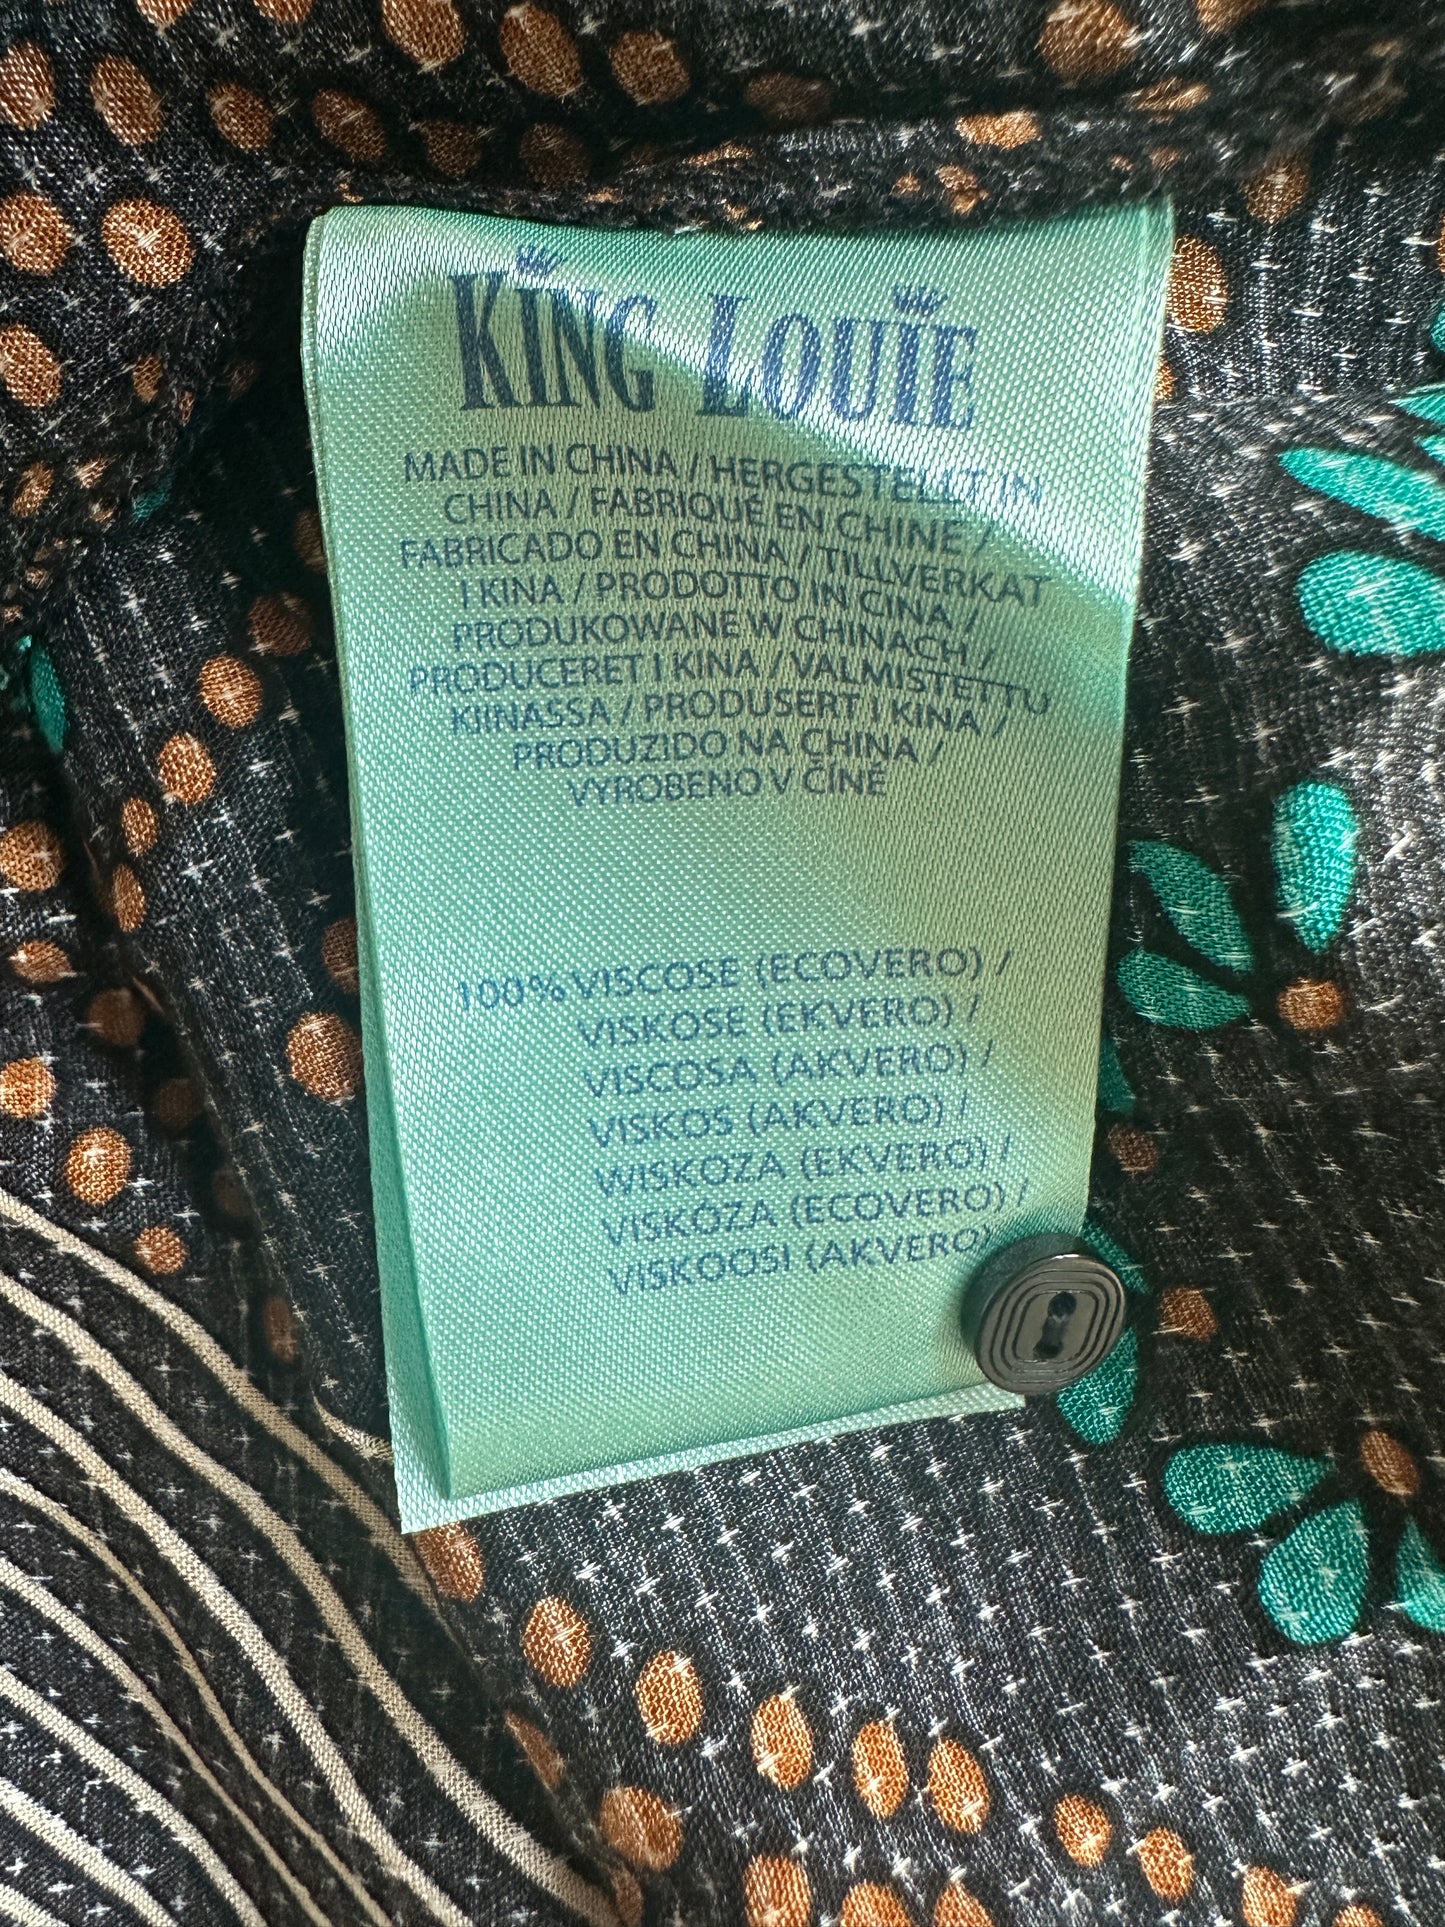 KING LOUIE
MADE IN CHINA / HERGESTELLT IN
CHINA / FABRIQUÉ EN CHINE /
FABRICADO EN CHINA / TILLVERKAT
I KINA / PRODOTTO IN CINA /
PRODUKOWANE W CHINACH /
PRODUCERET I KINA / VALMISTETTU
KIINASSA / PRODUSERT I KINA /
PRODUZIDO NA CHINA /
VYROBENO V ČÍNĚ
100% VISCOSE (ECOVERO) /
VISKOSE (EKVERO) /
VISCOSA (AKVERO) /
VISKOS (AKVERO) /
WISKOZA (EKVERO) /
VISKÓZA (ECOVERO) /
VISKOOSI (AKVERO)